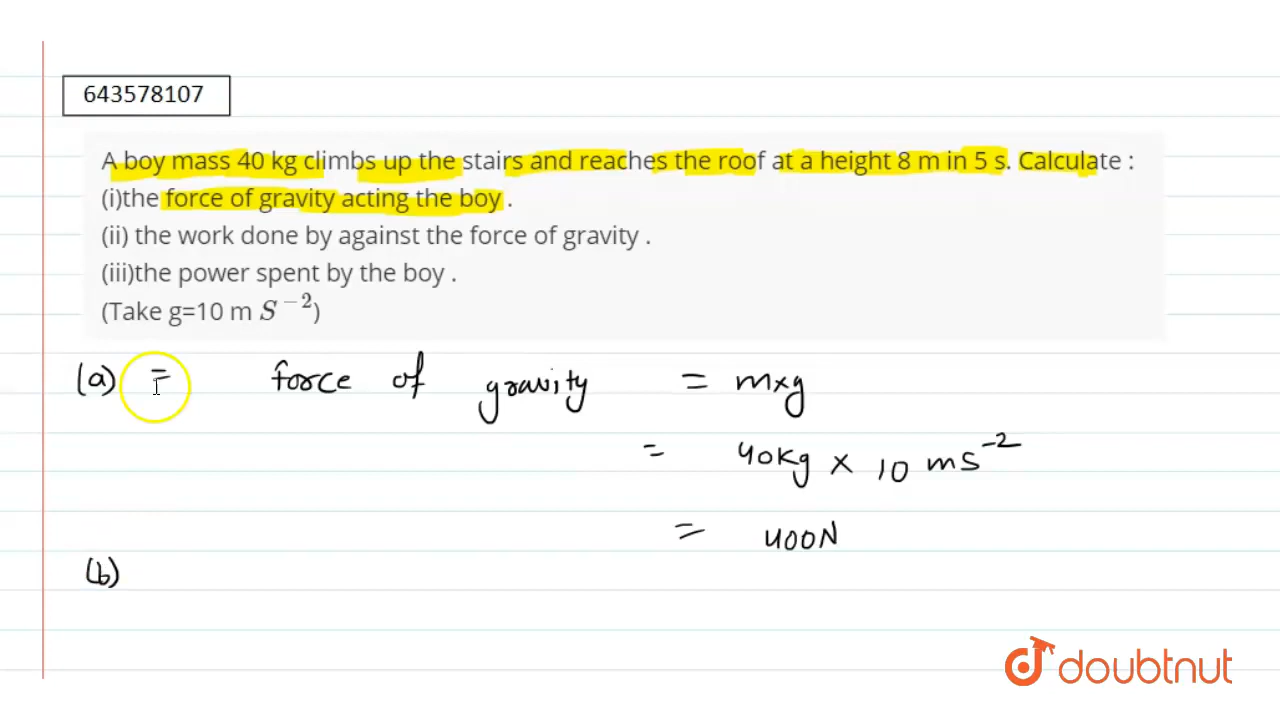 643578107
A boy mass 40 kg climbs up the stairs and reaches the roof at a height 8 m in 5 s. Calculate :
(i)the force of gravity acting the boy .
(ii) the work done by against the force of gravity .
(iii)the power spent by the boy .
(Take g=10 m S⁻²)
(a) = force of gravity = m×g
= 40kg × 10 ms⁻²
= 400N
(b)
doubtnut